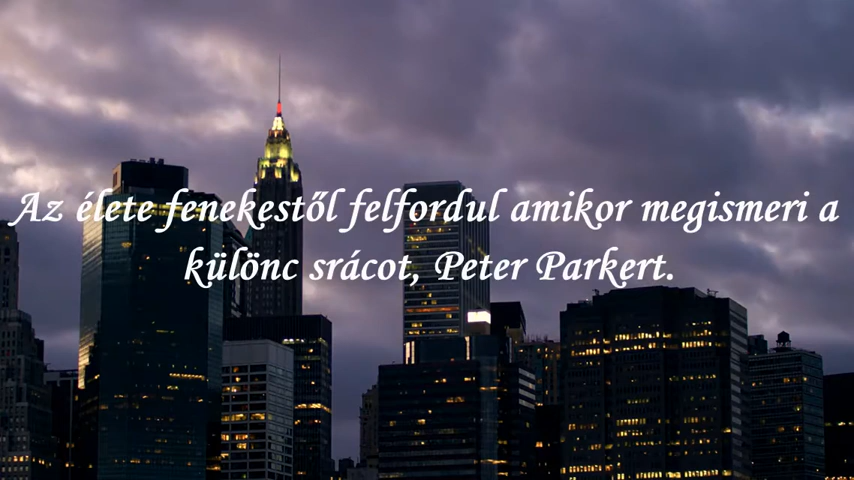 Az élete fenekestől felfordul amikor megismeri a
különc srácot, Peter Parkert.